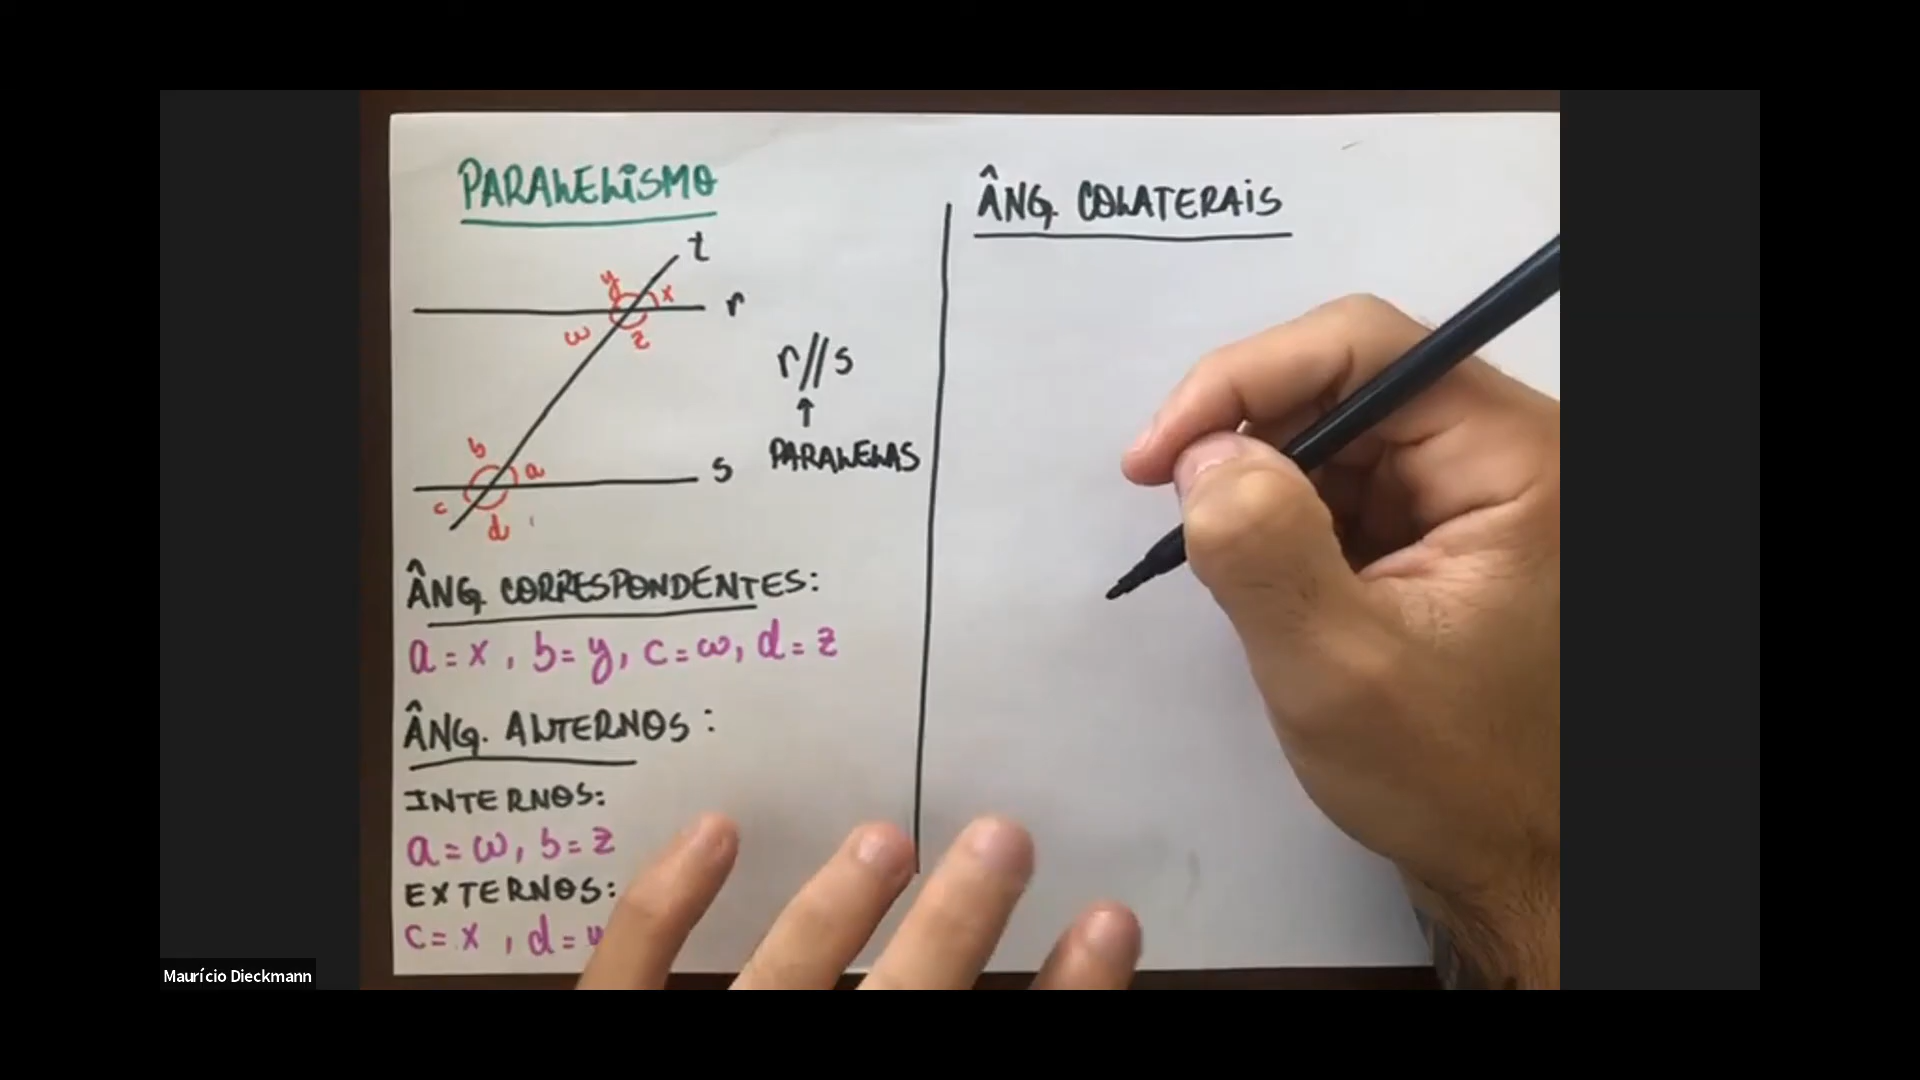 PARALELISMO
t
y x
r
w z
r//s
↑
PARALELAS
b
a
s
c
d
ÂNG. CORRESPONDENTES:
a = x , b = y, c = w, d = z
ÂNG. ALTERNOS:
INTERNOS:
a = w, b = z
EXTERNOS:
c = x , d =
ÂNG. COLATERAIS
Maurício Dieckmann